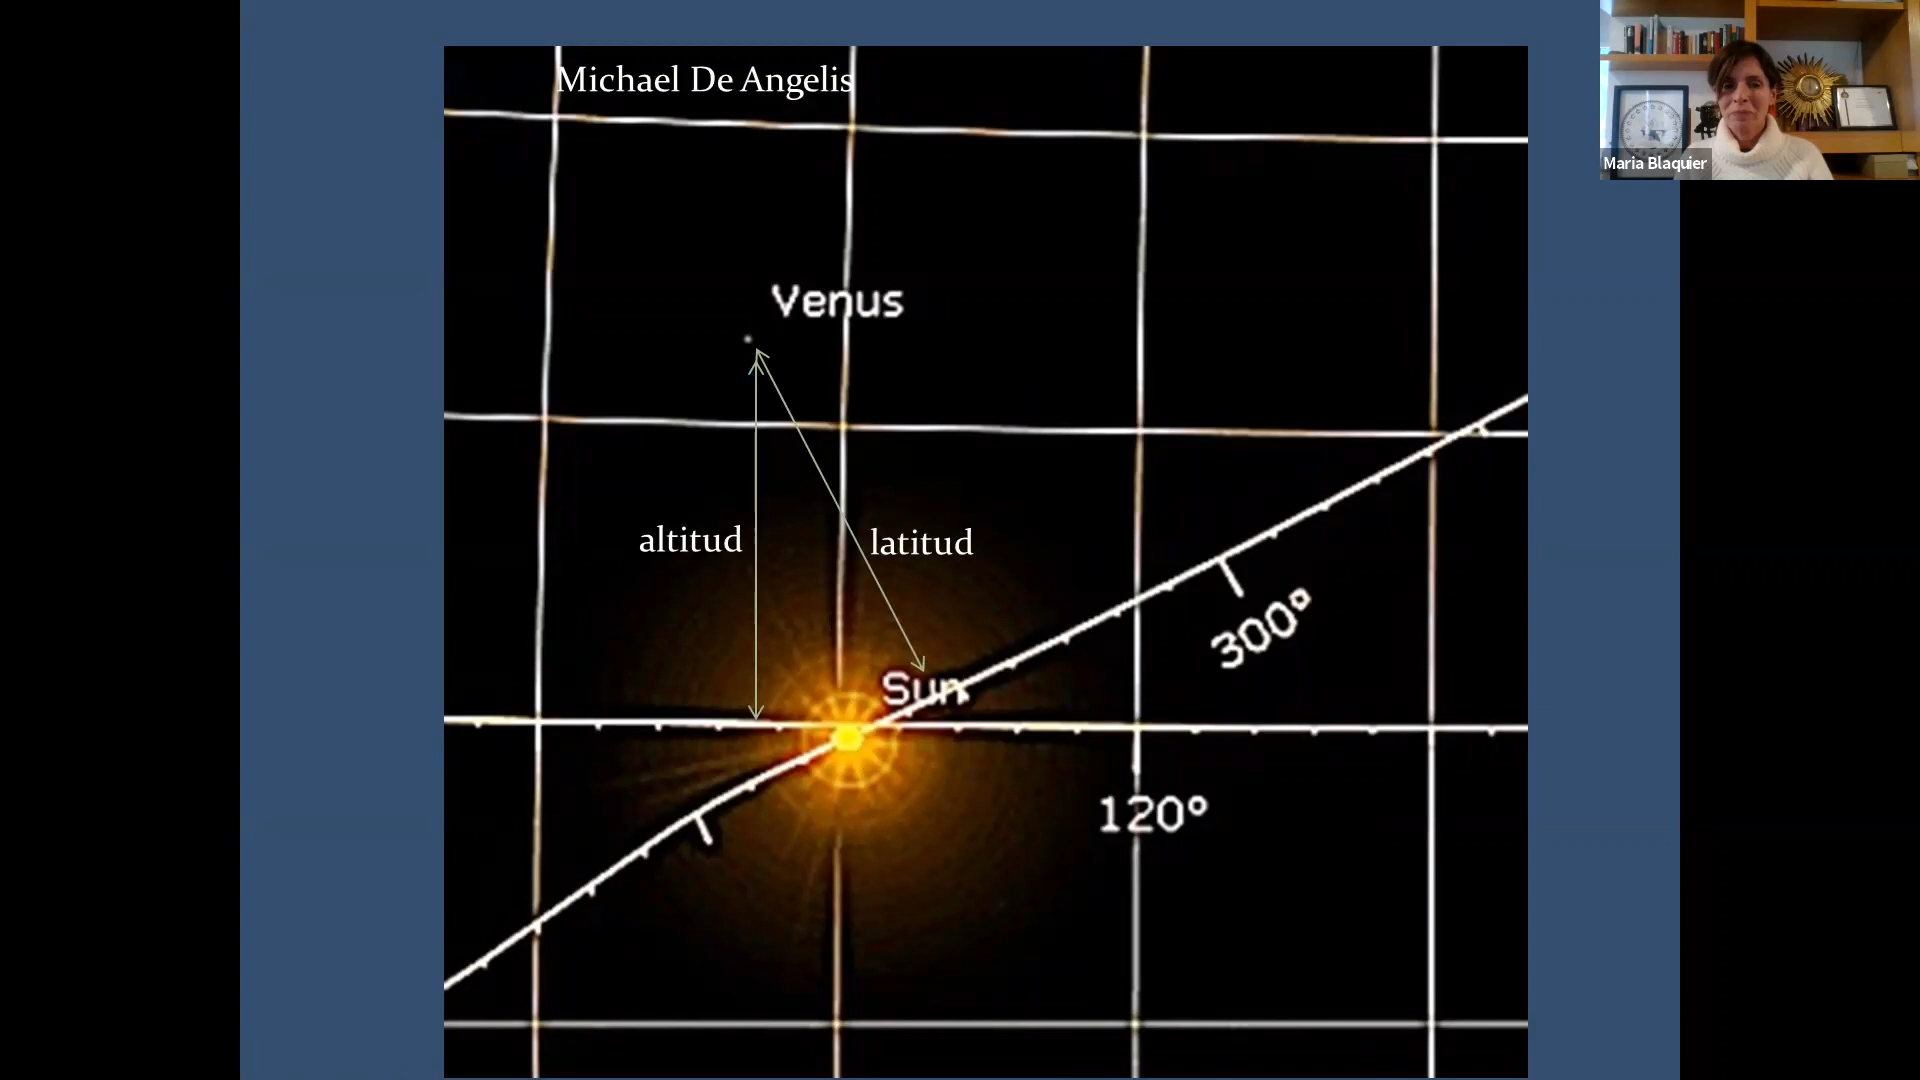 Michael De Angelis
Maria Blaquier
Venus
altitud
latitud
300°
Sun
120°